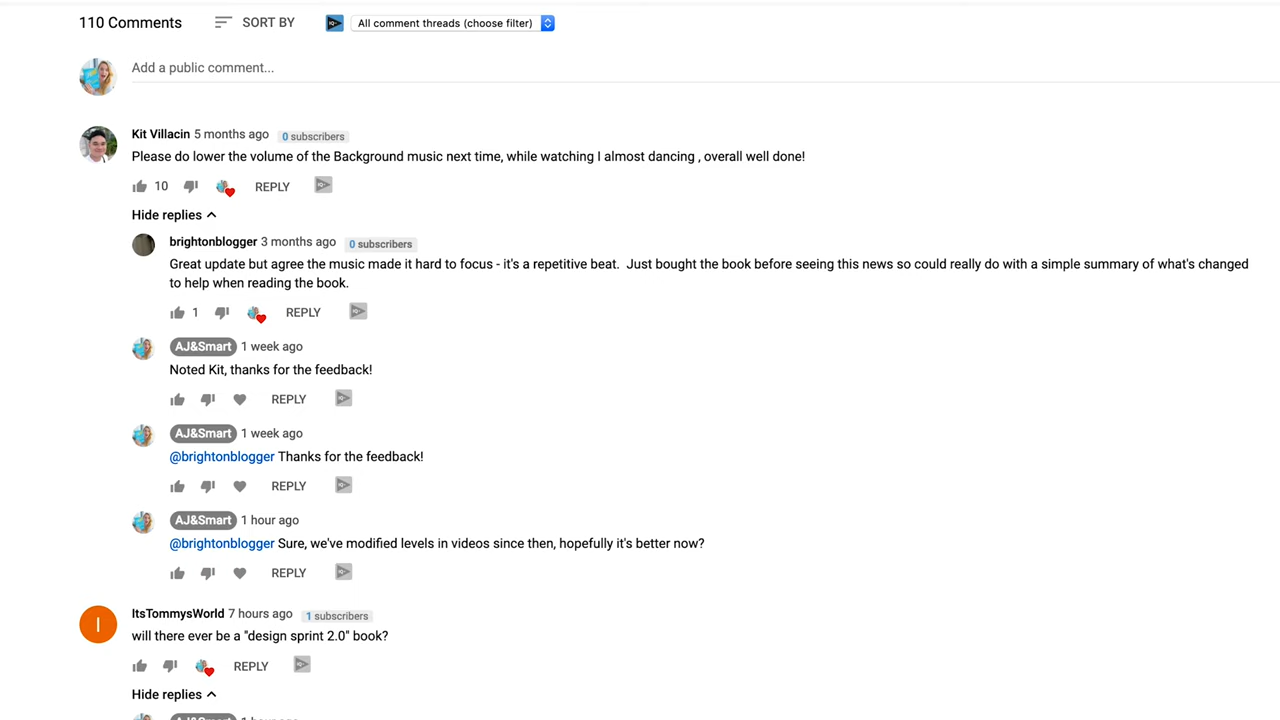 110 Comments SORT BY All comment threads (choose filter)
Add a public comment...
Kit Villacin 5 months ago 0 subscribers
Please do lower the volume of the Background music next time, while watching I almost dancing , overall well done!
10 REPLY
Hide replies
brightonblogger 3 months ago 0 subscribers
Great update but agree the music made it hard to focus - it's a repetitive beat. Just bought the book before seeing this news so could really do with a simple summary of what's changed
to help when reading the book.
1 REPLY
AJ&Smart 1 week ago
Noted Kit, thanks for the feedback!
REPLY
AJ&Smart 1 week ago
@brightonblogger Thanks for the feedback!
REPLY
AJ&Smart 1 hour ago
@brightonblogger Sure, we've modified levels in videos since then, hopefully it's better now?
REPLY
I
ItsTommysWorld 7 hours ago 1 subscribers
will there ever be a "design sprint 2.0" book?
REPLY
Hide replies
AJ&Smart 1 hour ago